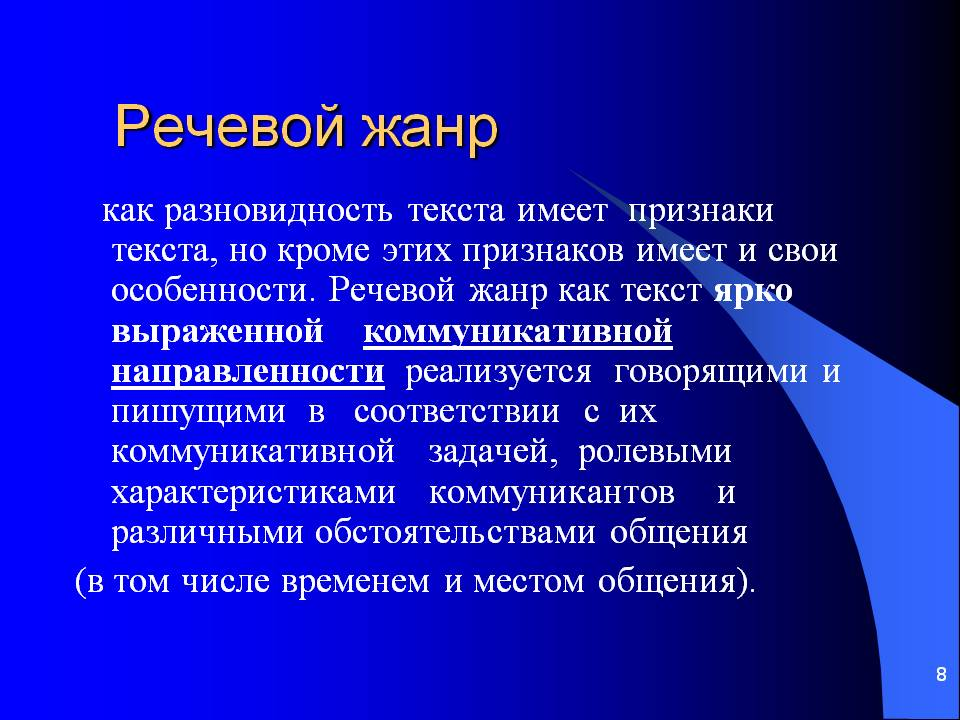 Речевой жанр
как разновидность текста имеет признаки
текста, но кроме этих признаков имеет и свои
особенности. Речевой жанр как текст ярко
выраженной коммуникативной
направленности реализуется говорящими и
пишущими в соответствии с их
коммуникативной задачей, ролевыми
характеристиками коммуникантов и
различными обстоятельствами общения
(в том числе временем и местом общения).
8